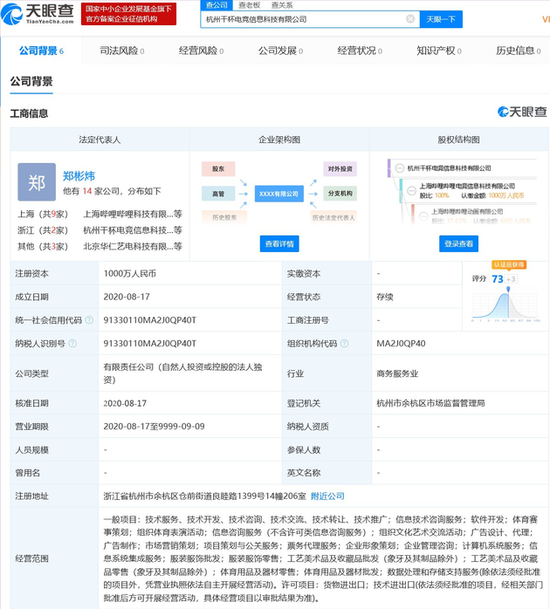 天眼查
TianYanCha.com
国家中小企业发展基金旗下
官方备案企业征信机构
查公司 查老板 查关系
杭州千杯电竞信息科技有限公司
天眼一下
公司背景 6
司法风险 0
经营风险 0
公司发展 0
经营状况 0
知识产权 0
历史信息 0
公司背景
工商信息
天眼查
法定代表人
企业架构图
股权结构图
郑
郑彬炜
他有 14 家公司，分布如下
上海（共9家） 上海哔哩哔哩科技有限...等
浙江（共2家） 杭州千杯电竞信息科技...等
其他（共3家） 北京华仁艺电科技有限...等
股东
高管
历史股东
XXXX有限公司
对外投资
分支机构
历史法定代表人
查看详情
杭州千杯电竞信息科技有限公司
上海哔哩哔哩电竞信息科技有限公司
股比：100% 认缴金额：1000万人民币
上海哔哩哔哩动画有限公司
登录查看
注册资本 1000万人民币 实缴资本 -
评分 73
成立日期 2020-08-17 经营状态 存续
统一社会信用代码 91330110MA2J0QP40T 工商注册号 -
纳税人识别号 91330110MA2J0QP40T 组织机构代码 MA2J0QP40
公司类型 有限责任公司（自然人投资或控股的法人独资） 行业 商务服务业
核准日期 2020-08-17 登记机关 杭州市余杭区市场监督管理局
营业期限 2020-08-17至9999-09-09 纳税人资质 -
人员规模 - 参保人数 -
曾用名 - 英文名称 -
注册地址 浙江省杭州市余杭区仓前街道良睦路1399号14幢206室 附近公司
经营范围
一般项目：技术服务、技术开发、技术咨询、技术交流、技术转让、技术推广；信息技术咨询服务；软件开发；体育赛
事策划；组织体育表演活动；信息咨询服务（不含许可类信息咨询服务）；组织文化艺术交流活动；广告设计、代理；
广告制作；市场营销策划；项目策划与公关服务；票务代理服务；企业形象策划；企业管理咨询；计算机系统服务；信
息系统集成服务；服装服饰批发；服装服饰零售；工艺美术品及收藏品批发（象牙及其制品除外）；工艺美术品及收藏
品零售（象牙及其制品除外）；体育用品及器材零售；体育用品及器材批发；数据处理和存储支持服务(除依法须经批准
的项目外，凭营业执照依法自主开展经营活动)。许可项目：货物进出口；技术进出口(依法须经批准的项目，经相关部门
批准后方可开展经营活动，具体经营项目以审批结果为准)。